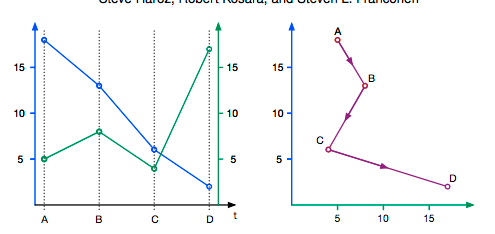 Steve Haroz, Robert Kosara, and Steven L. Franconeri
15
10
5
15
10
5
A B C D t
15
10
5
A
B
C
D
5 10 15